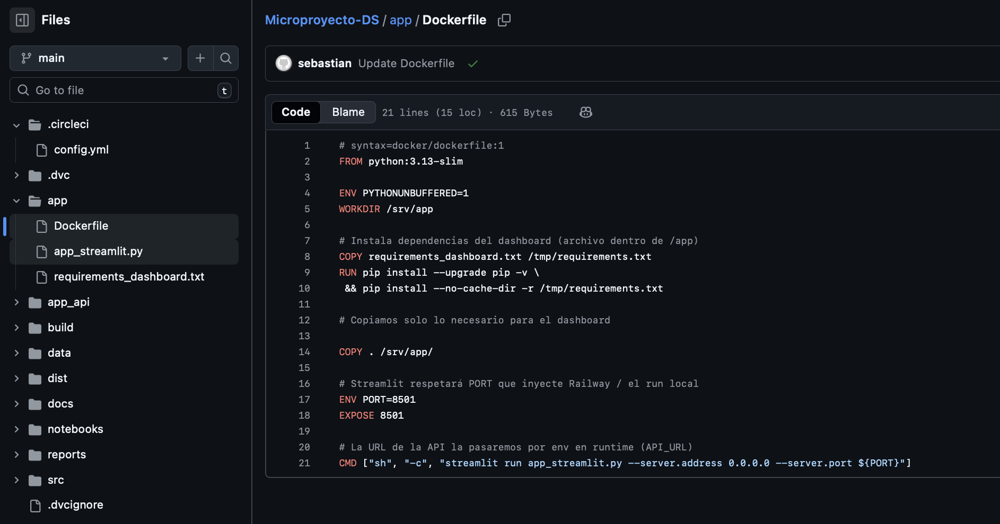 Files
main
Go to file
t
.circleci
config.yml
.dvc
app
Dockerfile
app_streamlit.py
requirements_dashboard.txt
app_api
build
data
dist
docs
notebooks
reports
src
.dvcignore
Microproyecto-DS / app / Dockerfile
sebastian Update Dockerfile
Code Blame 21 lines (15 loc) · 615 Bytes
1 # syntax=docker/dockerfile:1
2 FROM python:3.13-slim
3
4 ENV PYTHONUNBUFFERED=1
5 WORKDIR /srv/app
6
7 # Instala dependencias del dashboard (archivo dentro de /app)
8 COPY requirements_dashboard.txt /tmp/requirements.txt
9 RUN pip install --upgrade pip -v \
10 && pip install --no-cache-dir -r /tmp/requirements.txt
11
12 # Copiamos solo lo necesario para el dashboard
13
14 COPY . /srv/app/
15
16 # Streamlit respetará PORT que inyecte Railway / el run local
17 ENV PORT=8501
18 EXPOSE 8501
19
20 # La URL de la API la pasaremos por env en runtime (API_URL)
21 CMD ["sh", "-c", "streamlit run app_streamlit.py --server.address 0.0.0.0 --server.port ${PORT}"]